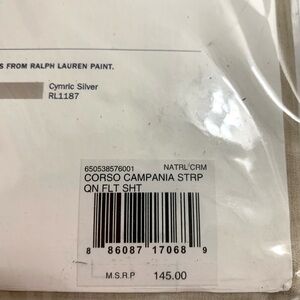 S FROM RALPH LAUREN PAINT.
Cymric Silver
RL1187
650538576001 NATRL/CRM
CORSO CAMPANIA STRP
QN FLT SHT
8 86087 17068 9
M.S.R.P 145.00